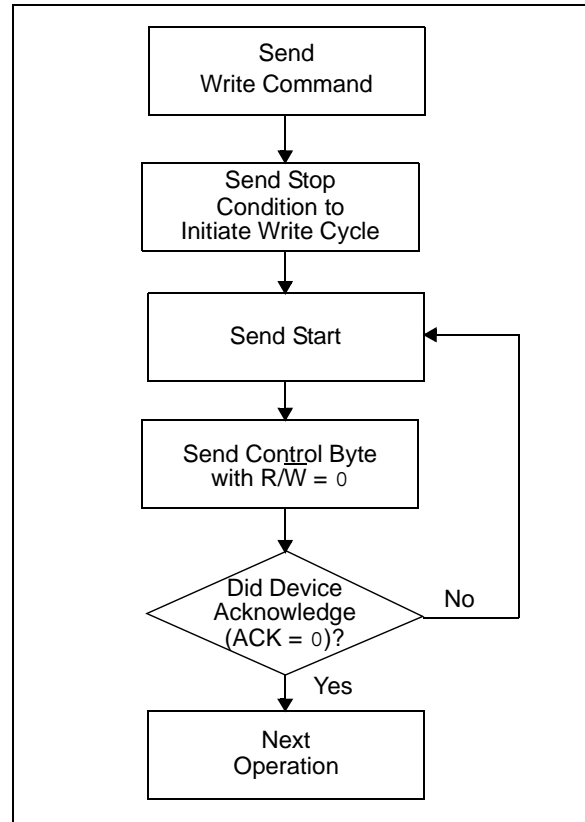 Send
Write Command
Send Stop
Condition to
Initiate Write Cycle
Send Start
Send Control Byte
with R/W̅ = 0
Did Device
Acknowledge
(ACK = 0)?
No
Yes
Next
Operation